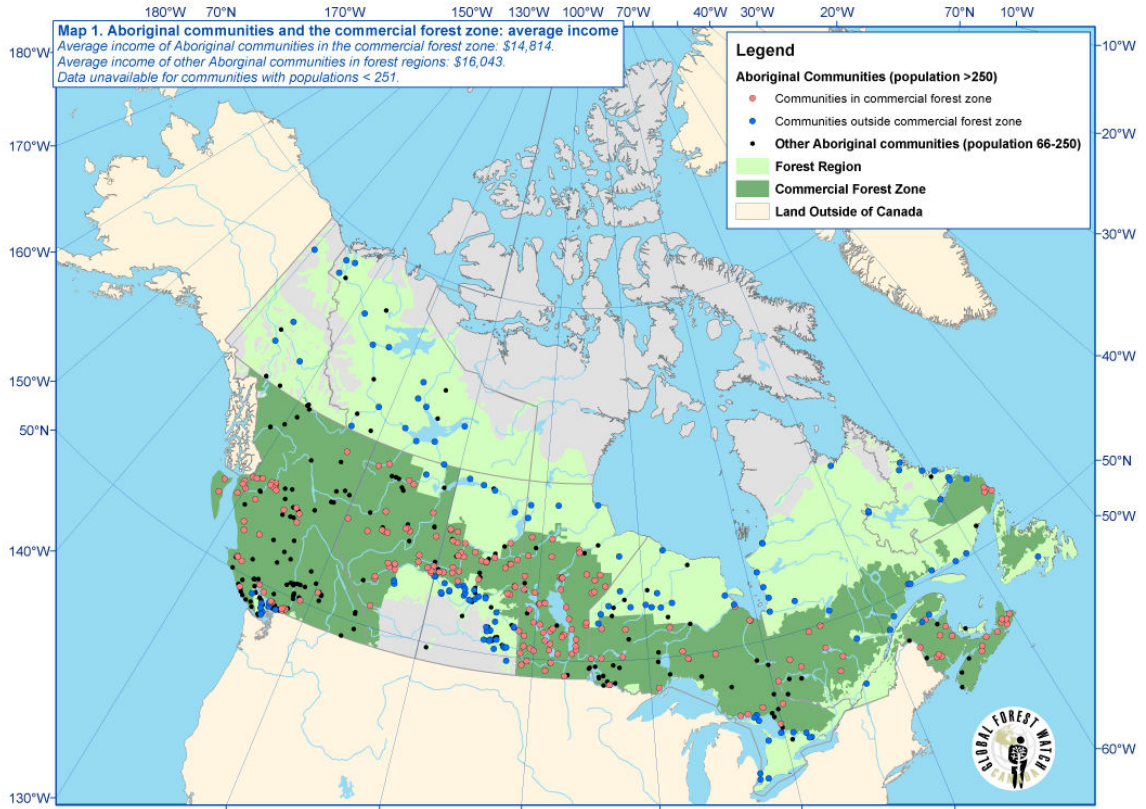 180°W 70°N 170°W 150°W 130°W 110°W 100°W 70°W 60°W 40°W 30°W 20°W 70°N 10°W
Map 1. Aboriginal communities and the commercial forest zone: average income
Average income of Aboriginal communities in the commercial forest zone: $14,814.
Average income of other Aboriginal communities in forest regions: $16,043.
Data unavailable for communities with populations < 251.
Legend
Aboriginal Communities (population >250)
Communities in commercial forest zone
Communities outside commercial forest zone
Other Aboriginal communities (population 66-250)
Forest Region
Commercial Forest Zone
Land Outside of Canada
180°W
170°W
160°W
150°W
50°N
140°W
130°W
10°W
20°W
30°W
40°W
50°N
50°W
60°W
GLOBAL FOREST WATCH
CANADA